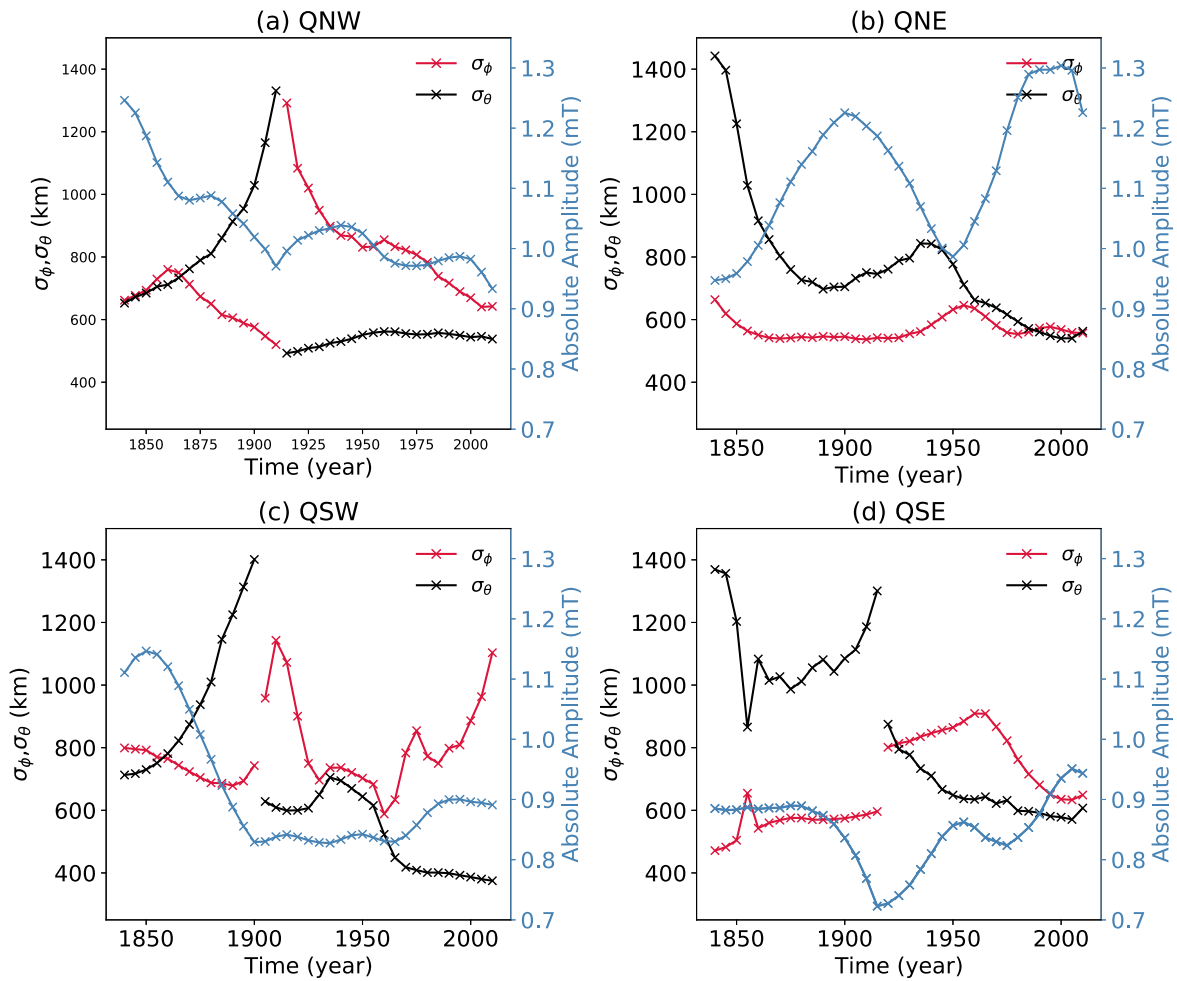 (a) QNW
σϕ
σθ
1400
1200
1000
800
600
400
σϕ,σθ (km)
1.3
1.2
1.1
1.0
0.9
0.8
0.7
Absolute Amplitude (mT)
1850 1875 1900 1925 1950 1975 2000
Time (year)
(b) QNE
σϕ
σθ
1400
1200
1000
800
600
400
σϕ,σθ (km)
1.3
1.2
1.1
1.0
0.9
0.8
0.7
Absolute Amplitude (mT)
1850 1900 1950 2000
Time (year)
(c) QSW
σϕ
σθ
1400
1200
1000
800
600
400
σϕ,σθ (km)
1.3
1.2
1.1
1.0
0.9
0.8
0.7
Absolute Amplitude (mT)
1850 1900 1950 2000
Time (year)
(d) QSE
σϕ
σθ
1400
1200
1000
800
600
400
σϕ,σθ (km)
1.3
1.2
1.1
1.0
0.9
0.8
0.7
Absolute Amplitude (mT)
1850 1900 1950 2000
Time (year)